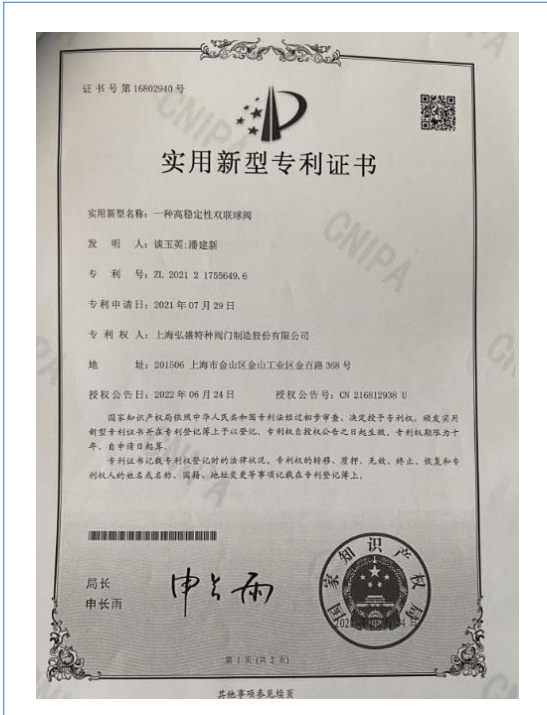 证书号第16802940号
实用新型专利证书
实用新型名称：一种高稳定性双联球阀
发 明 人：谈玉英;潘建新
专 利 号：ZL 2021 2 1755649.6
专利申请日：2021年07月29日
专 利 权 人：上海弘盛特种阀门制造股份有限公司
地 址：201506 上海市金山区金山工业区金百路368号
授权公告日：2022年06月24日 授权公告号：CN 216812938 U
国家知识产权局依照中华人民共和国专利法经过初步审查，决定授予专利权，颁发实用
新型专利证书并在专利登记簿上予以登记。专利权自授权公告之日起生效。专利权期限为十
年，自申请日起算。
专利证书记载专利权登记时的法律状况。专利权的转移、质押、无效、终止、恢复和专
利权人的姓名或名称、国籍、地址变更等事项记载在专利登记簿上。
局长
申长雨
申长雨
国家知识产权局
第 1 页 (共 2 页)
其他事项参见续页
CNIPA
CNIPA
CNIPA